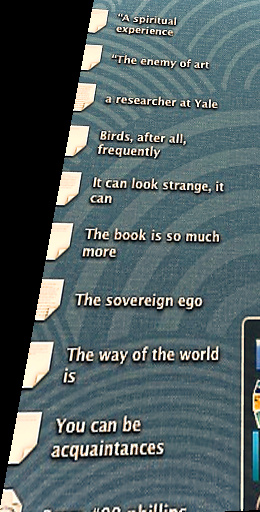 "A spiritual
experience
"The enemy of art
a researcher at Yale
Birds, after all,
frequently
It can look strange, it
can
The book is so much
more
The sovereign ego
The way of the world
is
You can be
acquaintances
phillips